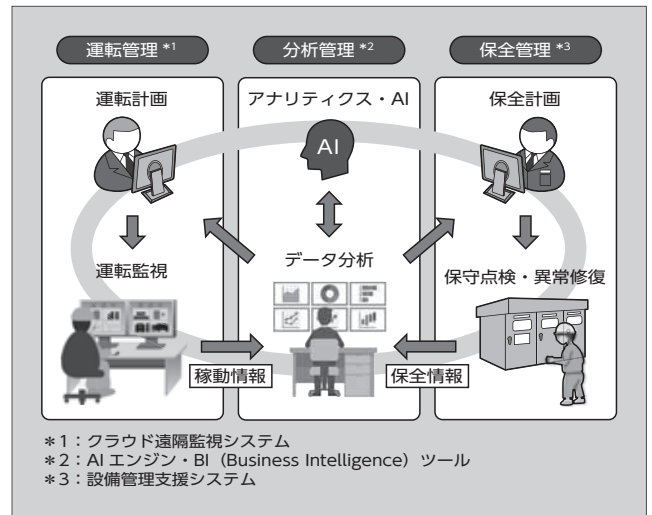 運転管理 *1
分析管理 *2
保全管理 *3
運転計画
アナリティクス・AI
保全計画
AI
運転監視
データ分析
保守点検・異常修復
稼動情報
保全情報
*1:クラウド遠隔監視システム
*2:AI エンジン・BI(Business Intelligence)ツール
*3:設備管理支援システム